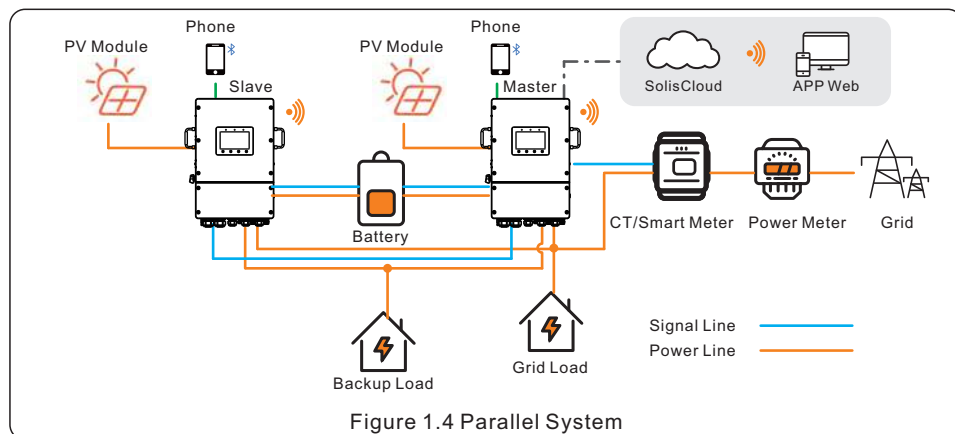 Phone
Phone
PV Module
PV Module
Slave
Master
SolisCloud
APP Web
Battery
CT/Smart Meter
Power Meter
Grid
Signal Line
Power Line
Grid Load
Backup Load
Figure 1.4 Parallel System